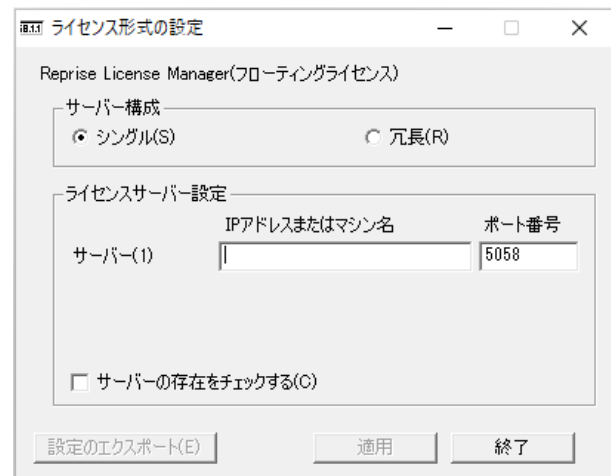 i8.1.1 ライセンス形式の設定
Reprise License Manager(フローティングライセンス)
サーバー構成
シングル(S) 冗長(R)
ライセンスサーバー設定
IPアドレスまたはマシン名 ポート番号
サーバー(1) 5058
サーバーの存在をチェックする(C)
設定のエクスポート(E) 適用 終了